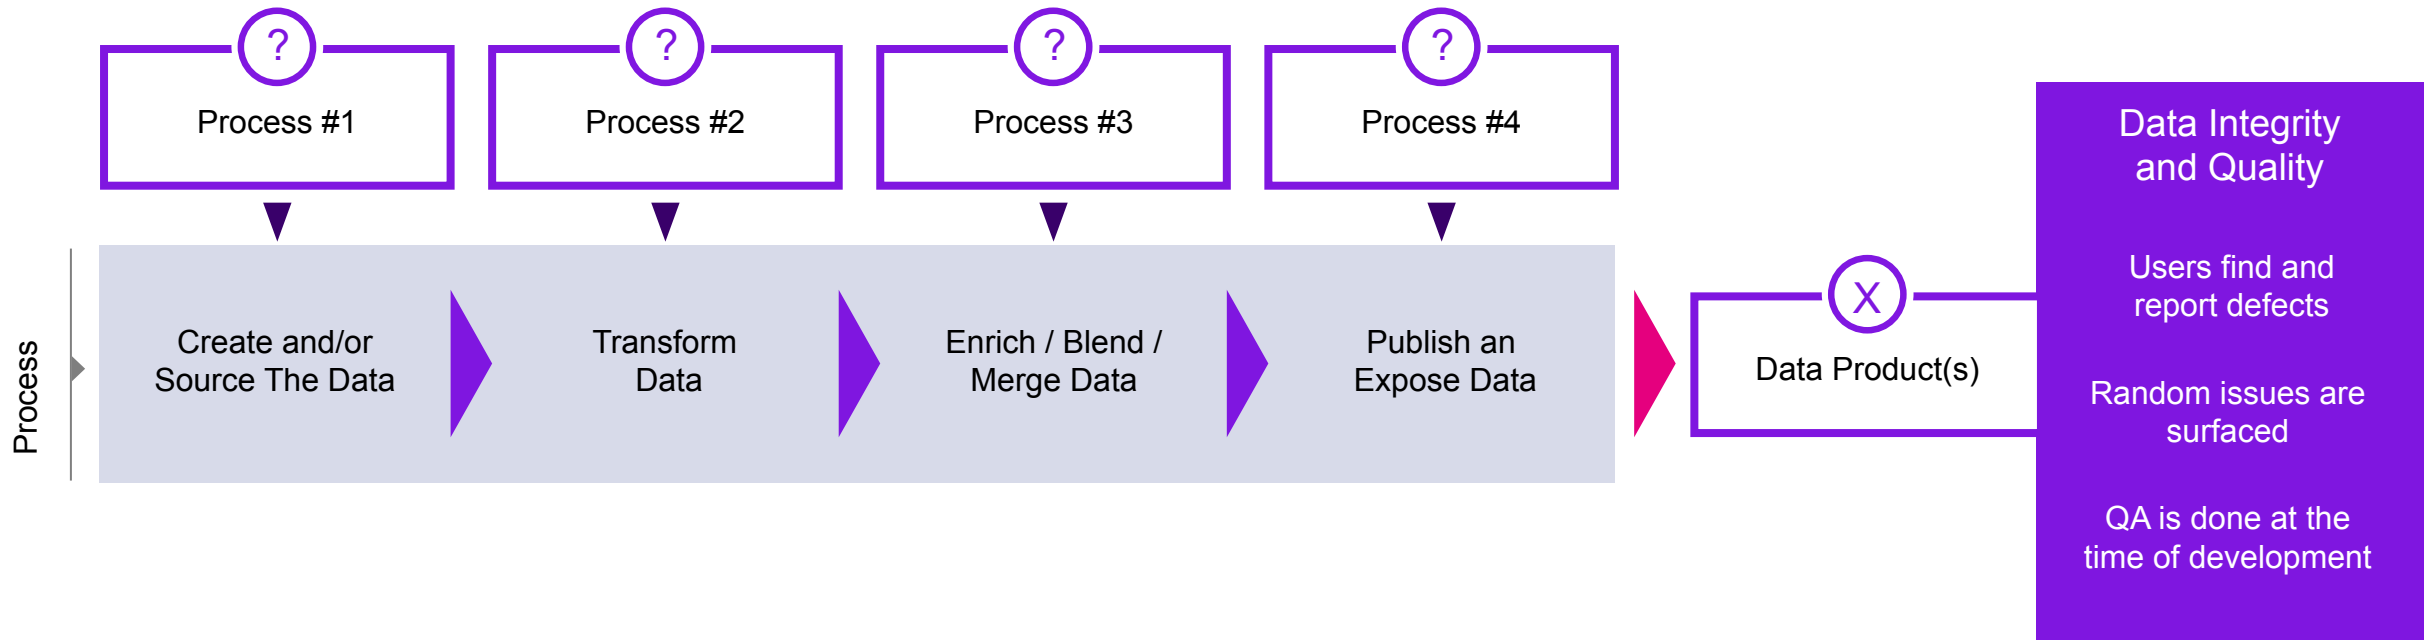 ?
?
?
?
Process #1
Process #2
Process #3
Process #4
Process
Create and/or
Source The Data
Transform
Data
Enrich / Blend /
Merge Data
Publish an
Expose Data
X
Data Product(s)
Data Integrity
and Quality
Users find and
report defects
Random issues are
surfaced
QA is done at the
time of development